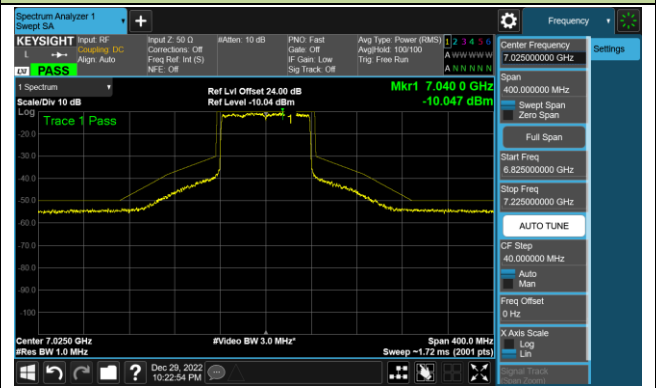 Spectrum Analyzer 1
Swept SA
Frequency
KEYSIGHT
Input: RF
Coupling: DC
Align: Auto
Input Z: 50 Ω
Corrections: Off
Freq Ref: Int (S)
NFE: Off
#Atten: 10 dB
PNO: Fast
Gate: Off
IF Gain: Low
Sig Track: Off
Avg Type: Power (RMS)
Avg|Hold: 100/100
Trig: Free Run
1 2 3 4 5 6
A W W W W W
A N N N N N
L
LXI
PASS
1 Spectrum
Scale/Div 10 dB
Ref Lvl Offset 24.00 dB
Ref Level -10.04 dBm
Mkr1 7.040 0 GHz
-10.047 dBm
Log
Trace 1 Pass
1
-20.0
-30.0
-40.0
-50.0
-60.0
-70.0
-80.0
-90.0
-100
Center 7.0250 GHz
#Res BW 1.0 MHz
#Video BW 3.0 MHz*
Span 400.0 MHz
Sweep ~1.72 ms (2001 pts)
Center Frequency
7.025000000 GHz
Settings
Span
400.000000 MHz
Swept Span
Zero Span
Full Span
Start Freq
6.825000000 GHz
Stop Freq
7.225000000 GHz
AUTO TUNE
CF Step
40.000000 MHz
Auto
Man
Freq Offset
0 Hz
X Axis Scale
Log
Lin
Signal Track
(Span Zoom)
Dec 29, 2022
10:22:54 PM